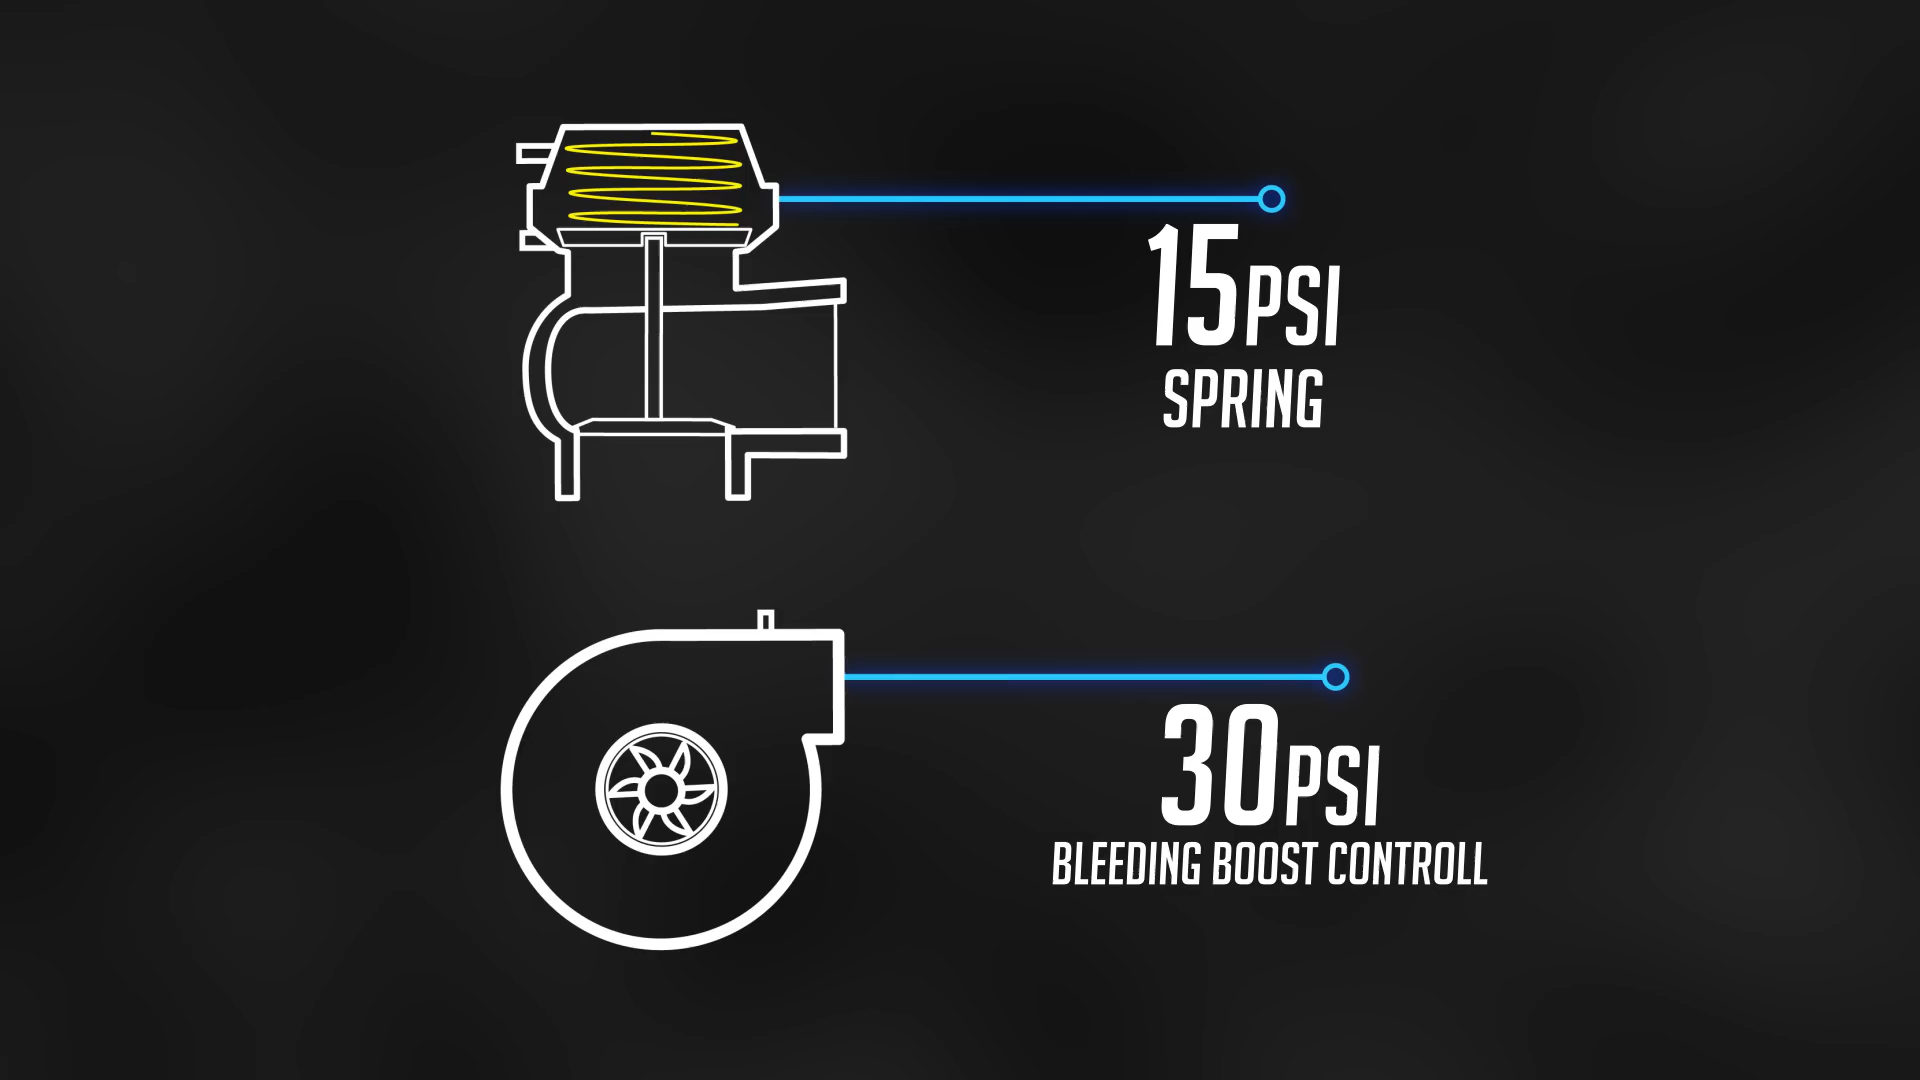 15PSI
SPRING
30PSI
BLEEDING BOOST CONTROLL